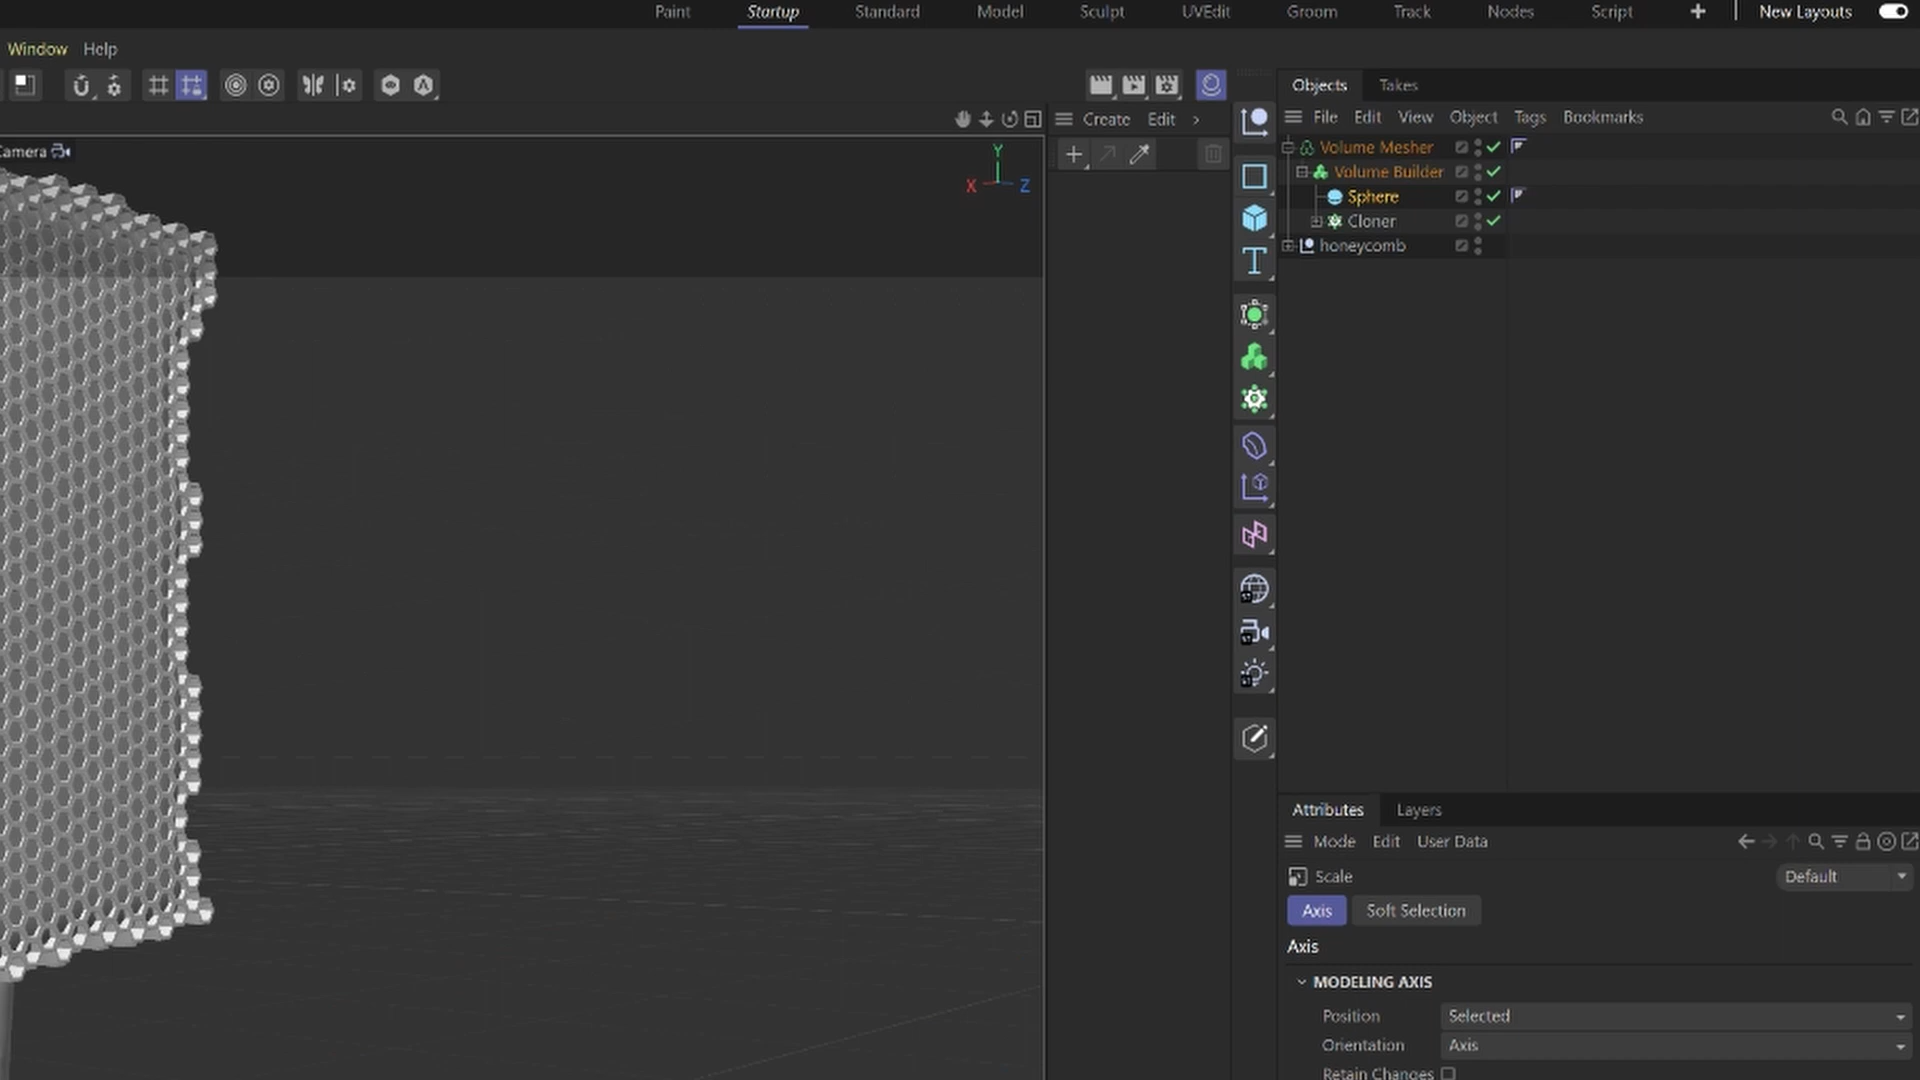 Paint Startup Standard Model Sculpt UVEdit Groom Track Nodes Script New Layouts
Window Help
Objects Takes
File Edit View Object Tags Bookmarks
Create Edit
Camera
Y
X Z
Volume Mesher
Volume Builder
Sphere
Cloner
honeycomb
Attributes Layers
Mode Edit User Data
Scale Default
Axis Soft Selection
Axis
MODELING AXIS
Position Selected
Orientation Axis
Retain Changes